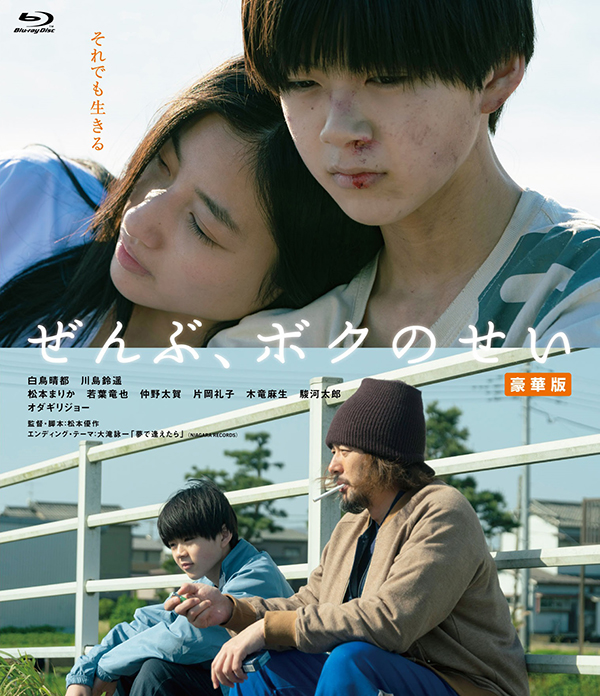 Blu-ray Disc
それでも生きる
ぜんぶ、ボクのせい
豪華版
白鳥晴都　川島鈴遥
松本まりか　若葉竜也　仲野太賀　片岡礼子　木竜麻生　駿河太郎
オダギリジョー
監督・脚本：松本優作
エンディング・テーマ：大滝詠一「夢で逢えたら」（NIAGARA RECORDS）